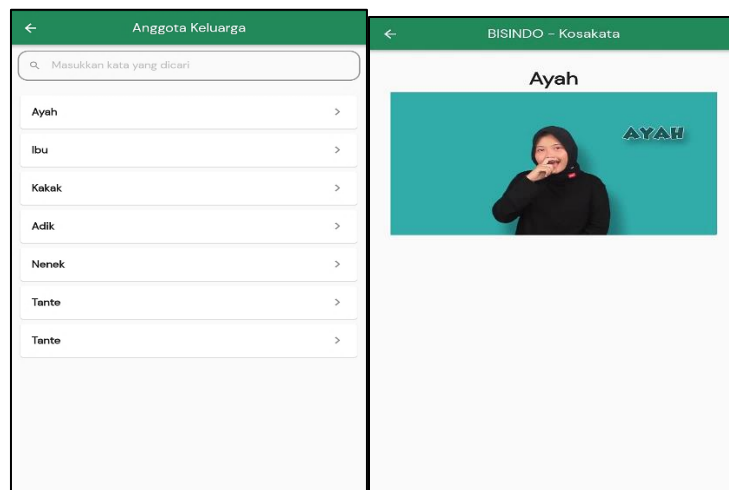 Anggota Keluarga
Masukkan kata yang dicari
Ayah
Ibu
Kakak
Adik
Nenek
Tante
Tante
BISINDO - Kosakata
Ayah
AYAH